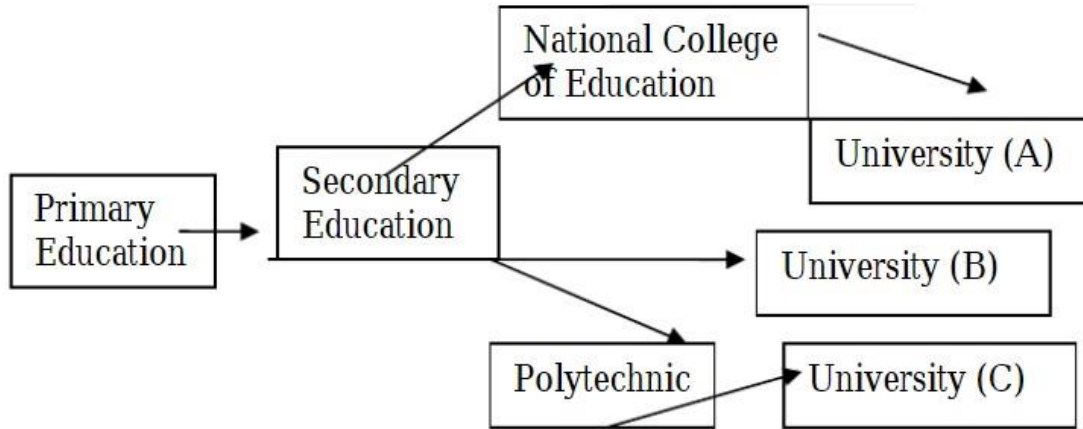 National College
of Education
University (A)
Secondary
Education
Primary
Education
University (B)
Polytechnic
University (C)